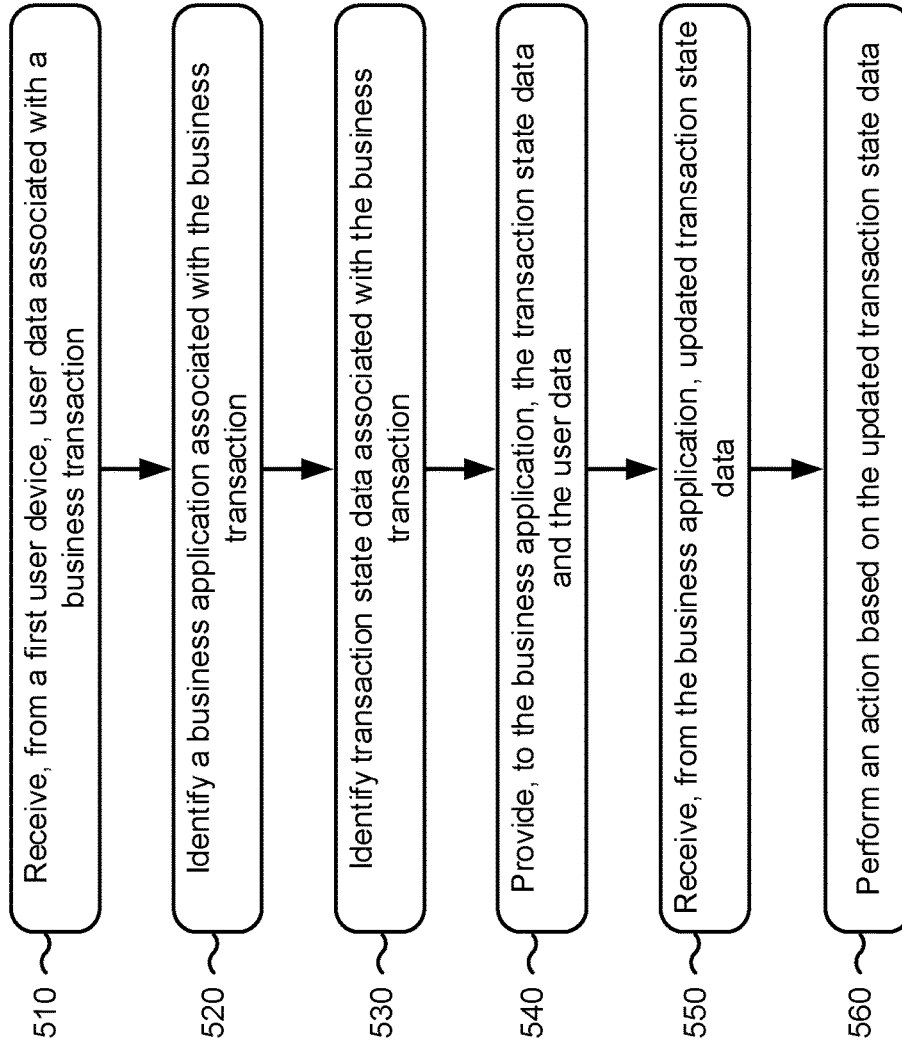 510
Receive, from a first user device, user data associated with a
business transaction
520
Identify a business application associated with the business
transaction
530
Identify transaction state data associated with the business
transaction
540
Provide, to the business application, the transaction state data
and the user data
550
Receive, from the business application, updated transaction state
data
560
Perform an action based on the updated transaction state data